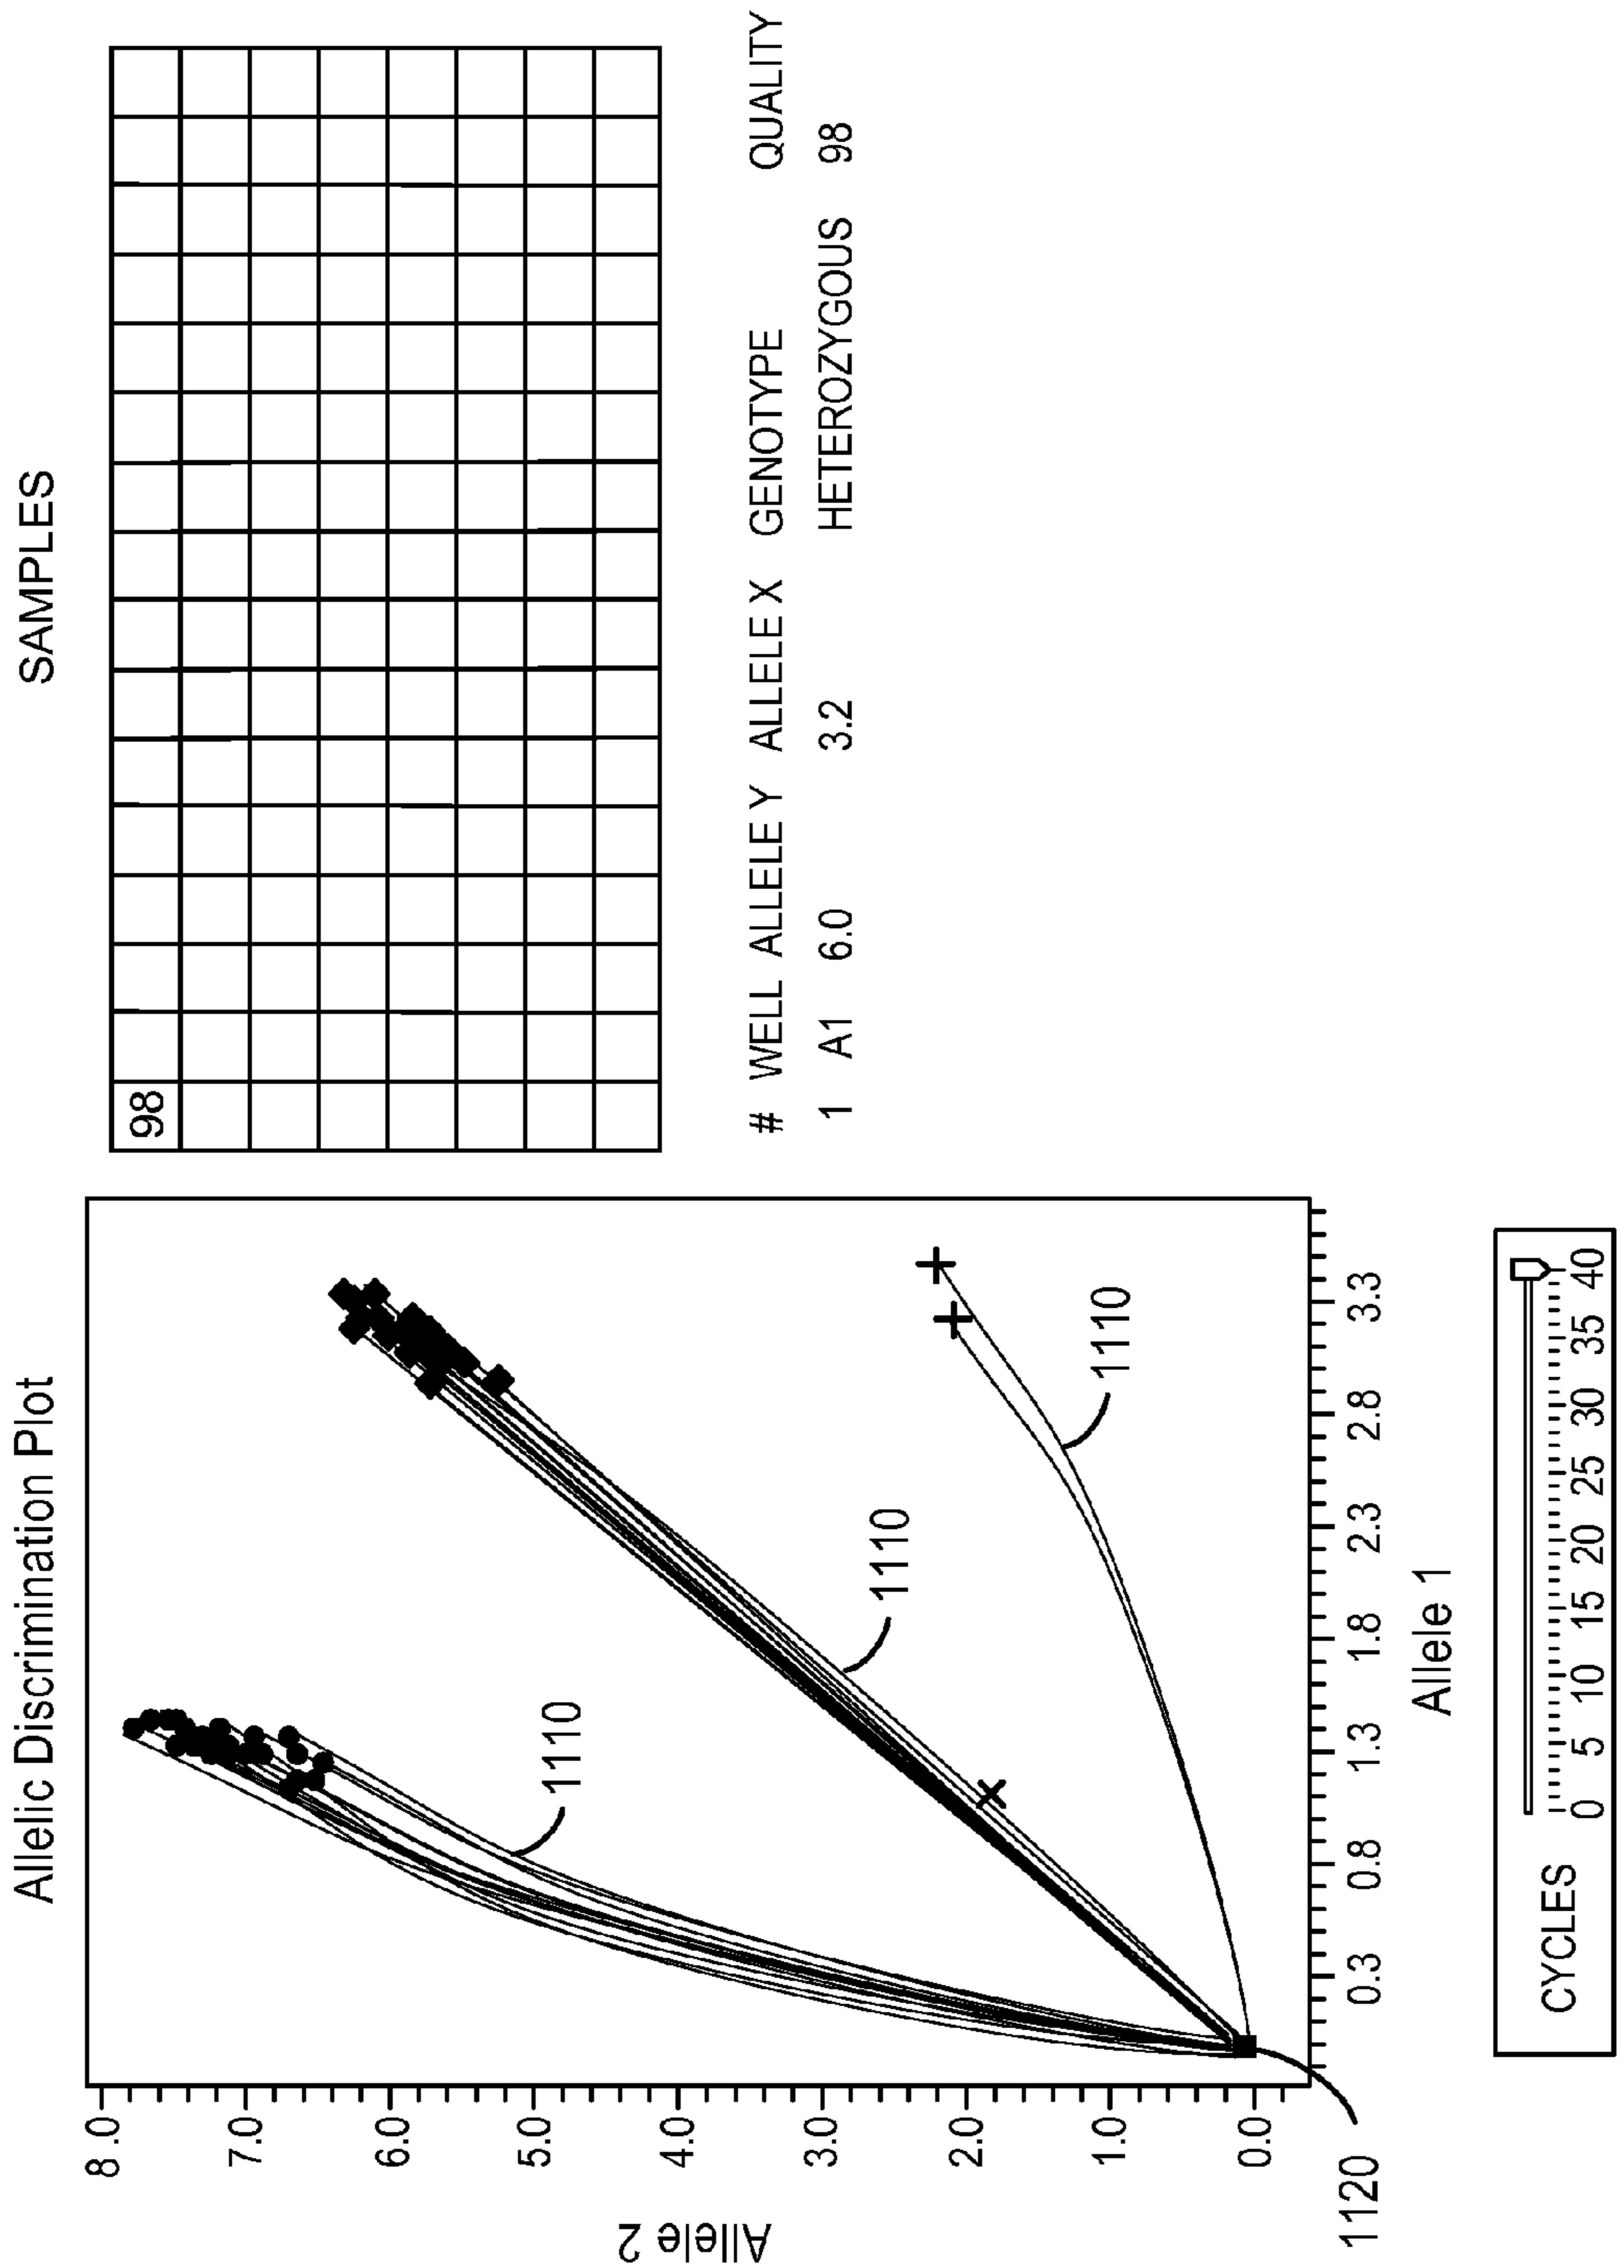 Allelic Discrimination Plot
Allele 2
8.0
7.0
6.0
5.0
4.0
3.0
2.0
1.0
0.0
1110
1110
1110
1120
0.3 0.8 1.3 1.8 2.3 2.8 3.3
Allele 1
CYCLES 0 5 10 15 20 25 30 35 40
SAMPLES
98
# WELL ALLELE Y ALLELE X GENOTYPE QUALITY
1 A1 6.0 3.2 HETEROZYGOUS 98